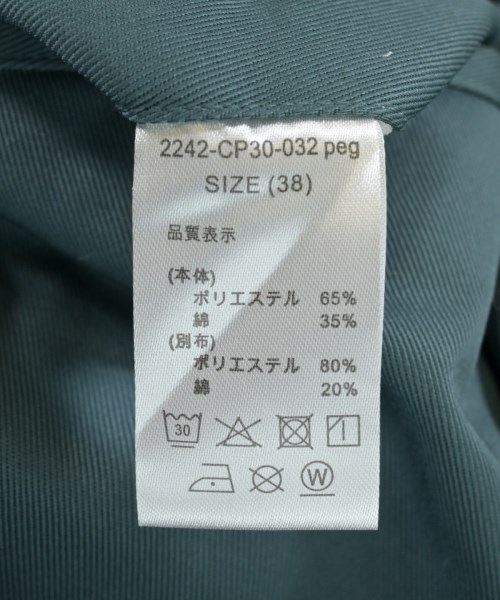 2242-CP30-032 peg
SIZE (38)
品質表示
(本体)
ポリエステル 65%
綿 35%
(別布)
ポリエステル 80%
綿 20%
30
W